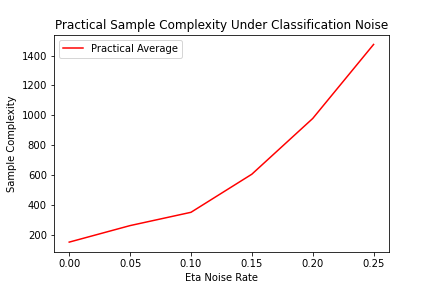 Practical Sample Complexity Under Classification Noise
Practical Average
1400
1200
1000
800
600
400
200
Sample Complexity
0.00 0.05 0.10 0.15 0.20 0.25
Eta Noise Rate